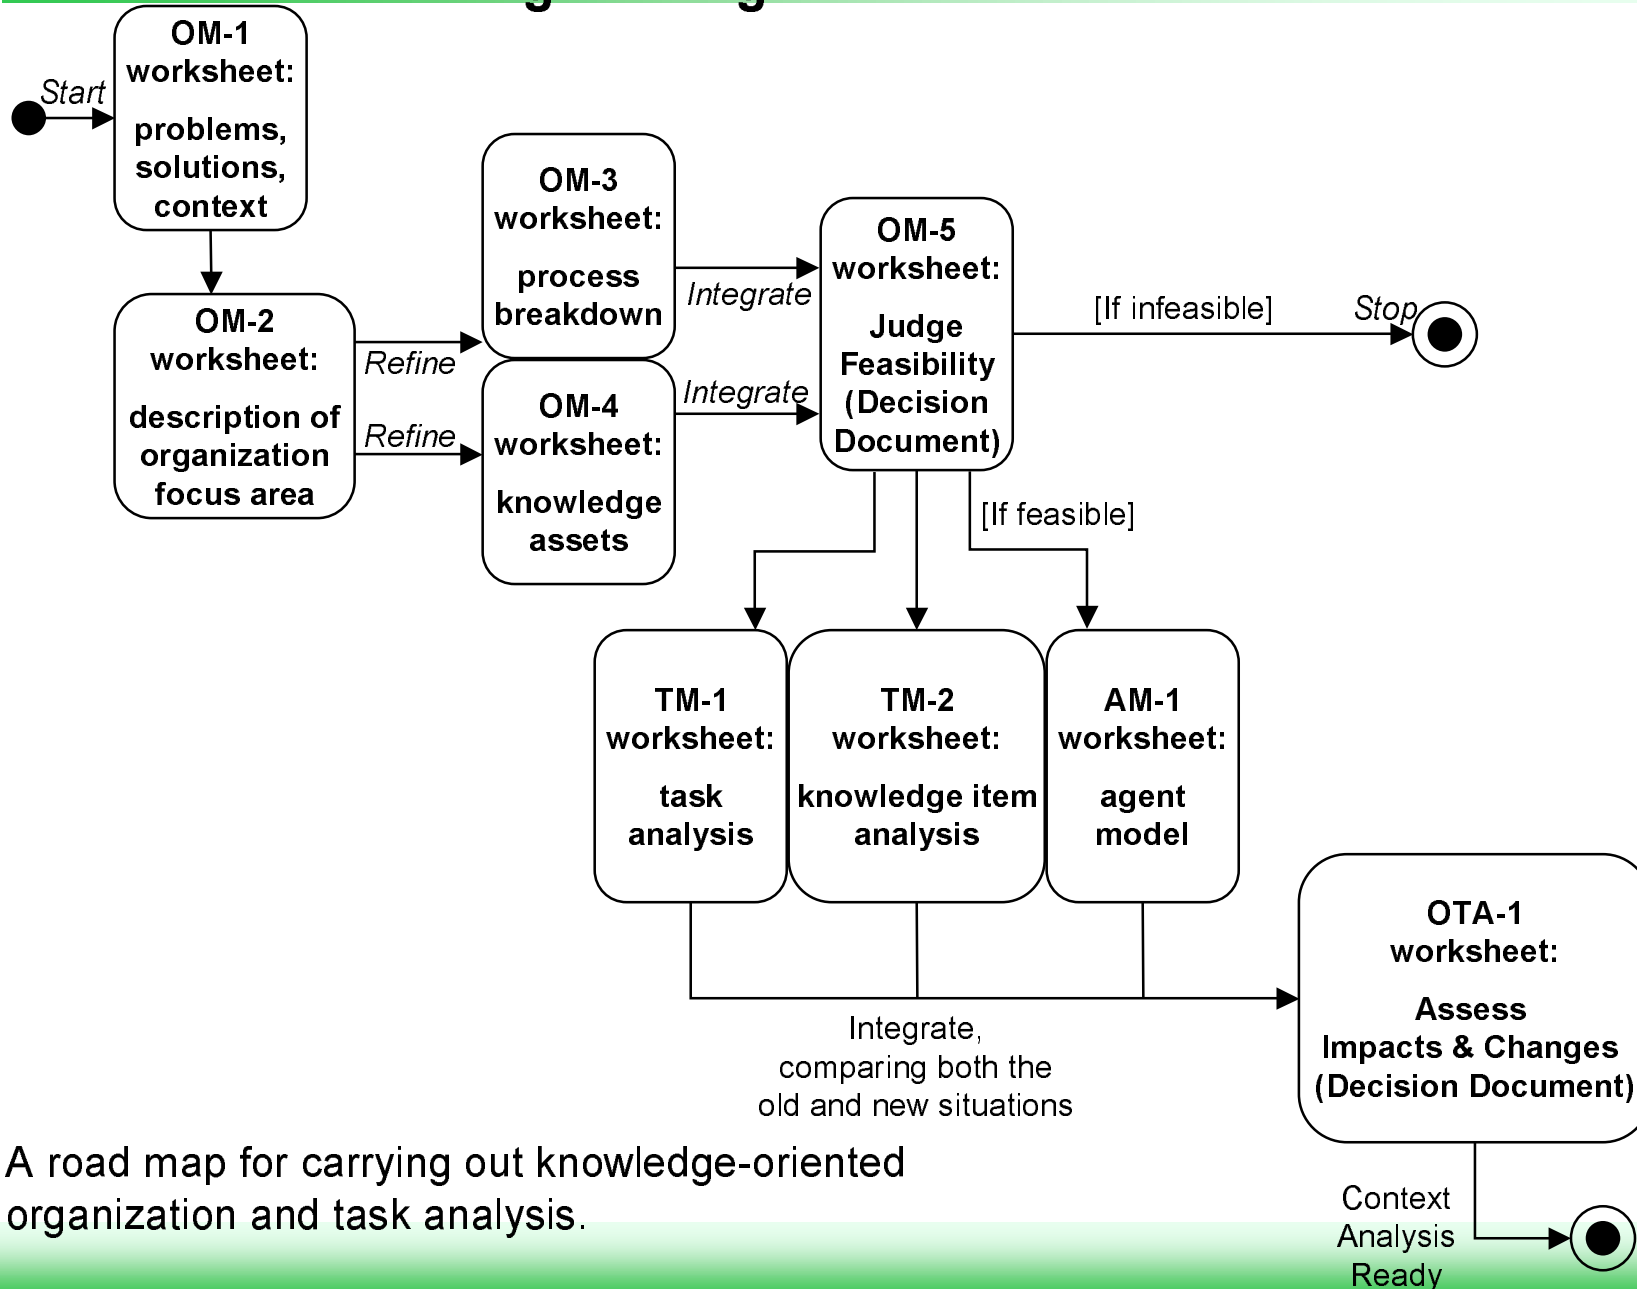 OM-1
worksheet:
problems,
solutions,
context
Start
OM-2
worksheet:
description of
organization
focus area
Refine
Refine
OM-3
worksheet:
process
breakdown
OM-4
worksheet:
knowledge
assets
Integrate
Integrate
OM-5
worksheet:
Judge
Feasibility
(Decision
Document)
[If infeasible]
Stop
[If feasible]
TM-1
worksheet:
task
analysis
TM-2
worksheet:
knowledge item
analysis
AM-1
worksheet:
agent
model
Integrate,
comparing both the
old and new situations
OTA-1
worksheet:
Assess
Impacts & Changes
(Decision Document)
Context
Analysis
Ready
A road map for carrying out knowledge-oriented
organization and task analysis.